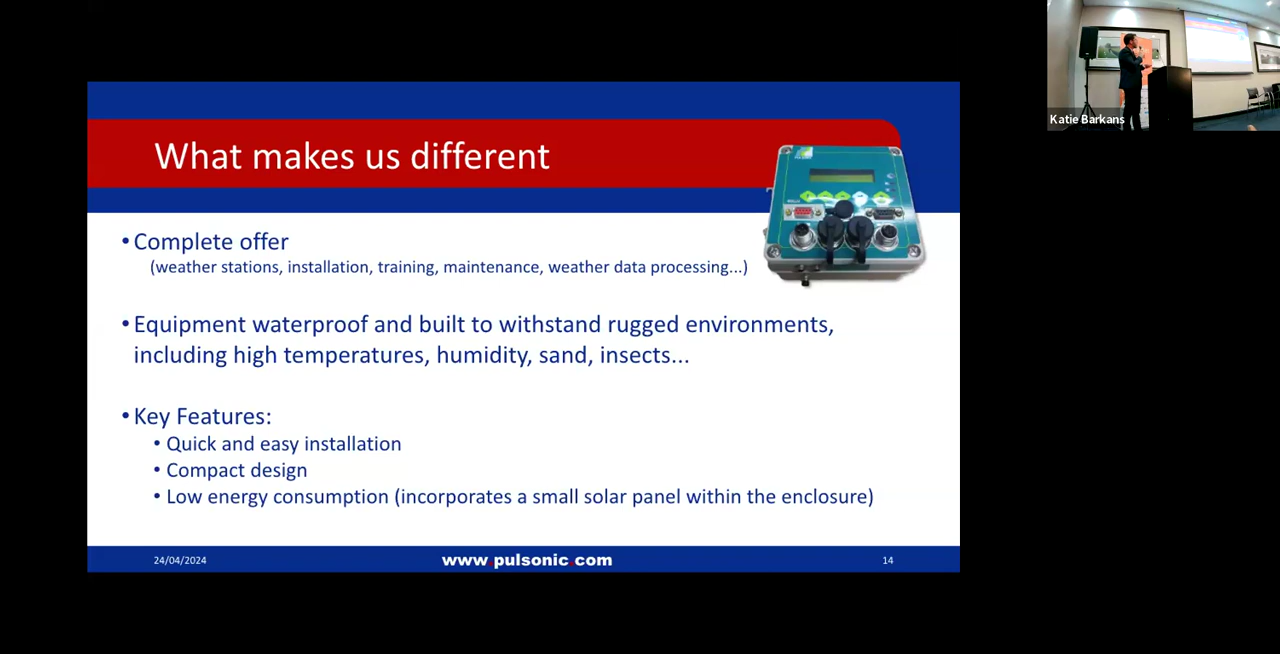 Katie Barkans
What makes us different
• Complete offer
(weather stations, installation, training, maintenance, weather data processing...)
• Equipment waterproof and built to withstand rugged environments,
including high temperatures, humidity, sand, insects...
• Key Features:
• Quick and easy installation
• Compact design
• Low energy consumption (incorporates a small solar panel within the enclosure)
24/04/2024
www.pulsonic.com
14